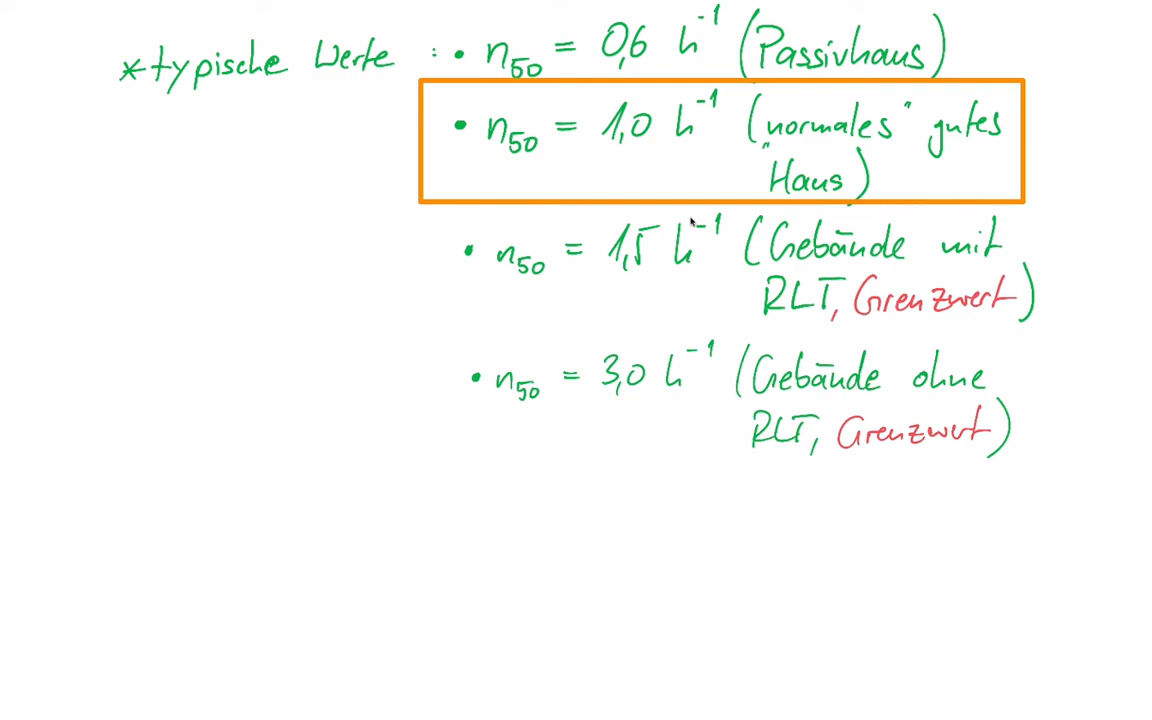 *typische Werte : • n₅₀ = 0,6 h⁻¹ (Passivhaus)
• n₅₀ = 1,0 h⁻¹ („normales“ gutes
Haus)
• n₅₀ = 1,5 h⁻¹ (Gebäude mit
RLT, Grenzwert)
• n₅₀ = 3,0 h⁻¹ (Gebäude ohne
RLT, Grenzwert)